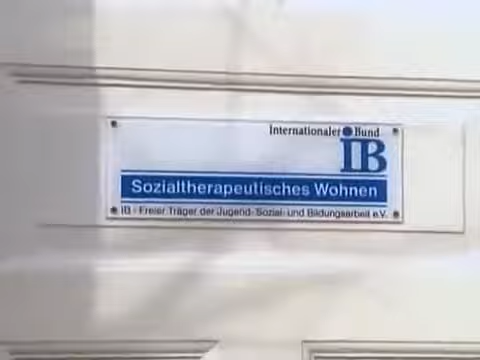 Internationaler Bund
IB
Sozialtherapeutisches Wohnen
IB - Freier Träger der Jugend- Sozial- und Bildungsarbeit e.V.